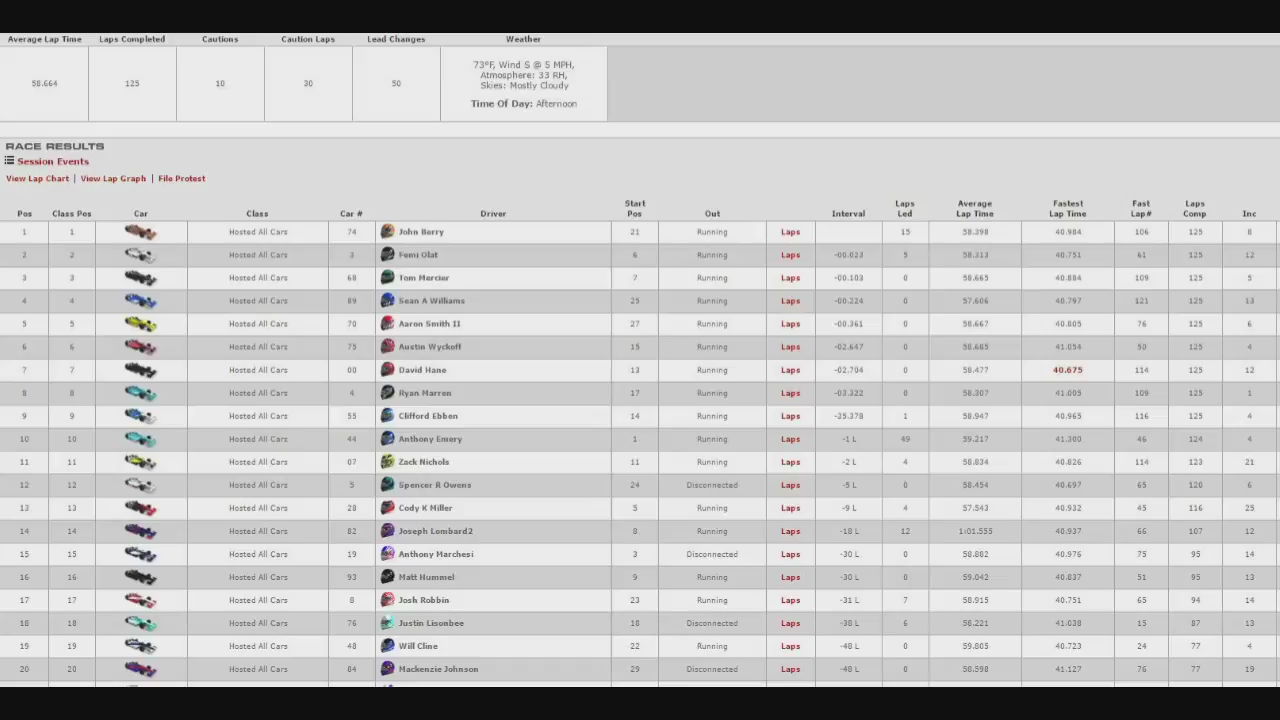 Average Lap Time Laps Completed Cautions Caution Laps Lead Changes Weather
58.664 125 10 30 50 73°F, Wind S @ 5 MPH,
Atmosphere: 33 RH,
Skies: Mostly Cloudy
Time Of Day: Afternoon
RACE RESULTS
Session Events
View Lap Chart | View Lap Graph | File Protest
Pos Class Pos Car Class Car # Driver Start Pos Out Interval Laps Led Average Lap Time Fastest Lap Time Fast Lap# Laps Comp Inc
1 1 Hosted All Cars 74 John Berry 21 Running Laps 15 58.398 40.984 106 125 8
2 2 Hosted All Cars 3 Femi Olat 6 Running Laps -00.023 5 58.313 40.751 61 125 12
3 3 Hosted All Cars 68 Tom Mercier 7 Running Laps -00.103 0 58.665 40.884 109 125 5
4 4 Hosted All Cars 89 Sean A Williams 25 Running Laps -00.224 0 57.606 40.797 121 125 13
5 5 Hosted All Cars 70 Aaron Smith II 27 Running Laps -00.361 0 58.667 40.805 76 125 6
6 6 Hosted All Cars 75 Austin Wyckoff 15 Running Laps -02.647 0 58.685 41.054 50 125 4
7 7 Hosted All Cars 00 David Hane 13 Running Laps -02.704 0 58.477 40.675 114 125 12
8 8 Hosted All Cars 4 Ryan Marren 17 Running Laps -03.322 0 58.307 41.005 109 125 1
9 9 Hosted All Cars 55 Clifford Ebben 14 Running Laps -35.378 1 58.947 40.965 116 125 4
10 10 Hosted All Cars 44 Anthony Emery 1 Running Laps -1 L 49 59.217 41.300 46 124 4
11 11 Hosted All Cars 07 Zack Nichols 11 Running Laps -2 L 4 58.834 40.826 114 123 21
12 12 Hosted All Cars 5 Spencer R Owens 24 Disconnected Laps -5 L 0 58.454 40.697 65 120 6
13 13 Hosted All Cars 28 Cody K Miller 5 Running Laps -9 L 4 57.543 40.932 45 116 25
14 14 Hosted All Cars 82 Joseph Lombard2 8 Running Laps -18 L 12 1:01.555 40.937 66 107 12
15 15 Hosted All Cars 19 Anthony Marchesi 3 Disconnected Laps -30 L 0 58.882 40.976 75 95 14
16 16 Hosted All Cars 93 Matt Hummel 9 Running Laps -30 L 0 59.042 40.837 51 95 13
17 17 Hosted All Cars 8 Josh Robbin 23 Running Laps -31 L 7 58.915 40.751 65 94 14
18 18 Hosted All Cars 76 Justin Lisonbee 18 Disconnected Laps -38 L 6 58.221 41.038 15 87 13
19 19 Hosted All Cars 48 Will Cline 22 Running Laps -48 L 0 59.805 40.723 24 77 4
20 20 Hosted All Cars 84 Mackenzie Johnson 29 Disconnected Laps -48 L 0 58.598 41.127 76 77 19